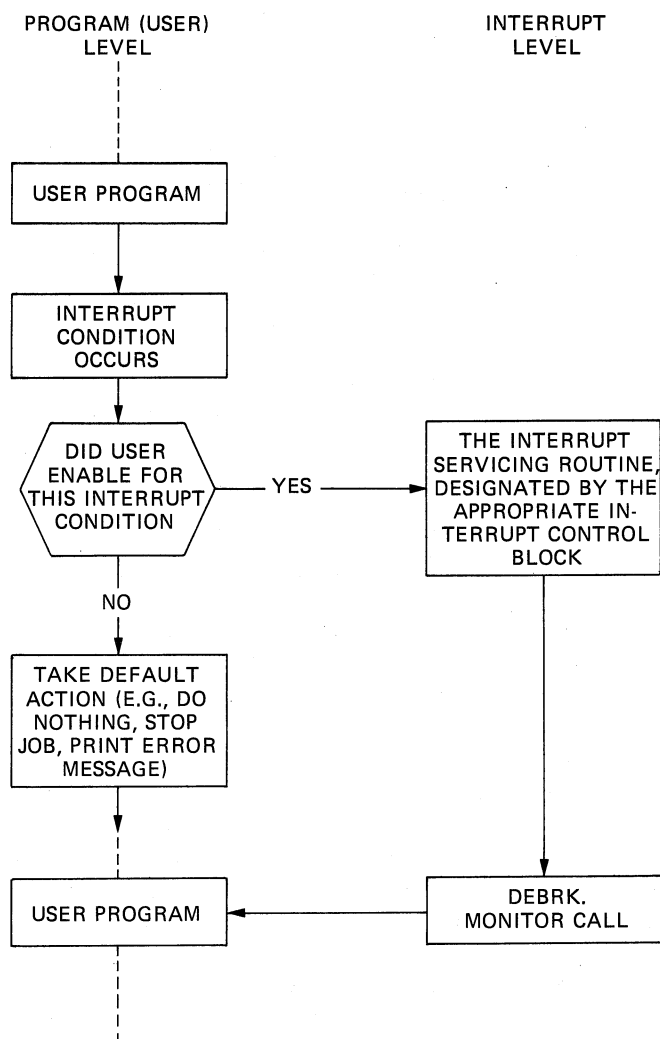 PROGRAM (USER)
LEVEL
INTERRUPT
LEVEL
USER PROGRAM
INTERRUPT
CONDITION
OCCURS
DID USER
ENABLE FOR
THIS INTERRUPT
CONDITION
YES
THE INTERRUPT
SERVICING ROUTINE,
DESIGNATED BY THE
APPROPRIATE IN-
TERRUPT CONTROL
BLOCK
NO
TAKE DEFAULT
ACTION (E.G., DO
NOTHING, STOP
JOB, PRINT ERROR
MESSAGE)
USER PROGRAM
DEBRK.
MONITOR CALL